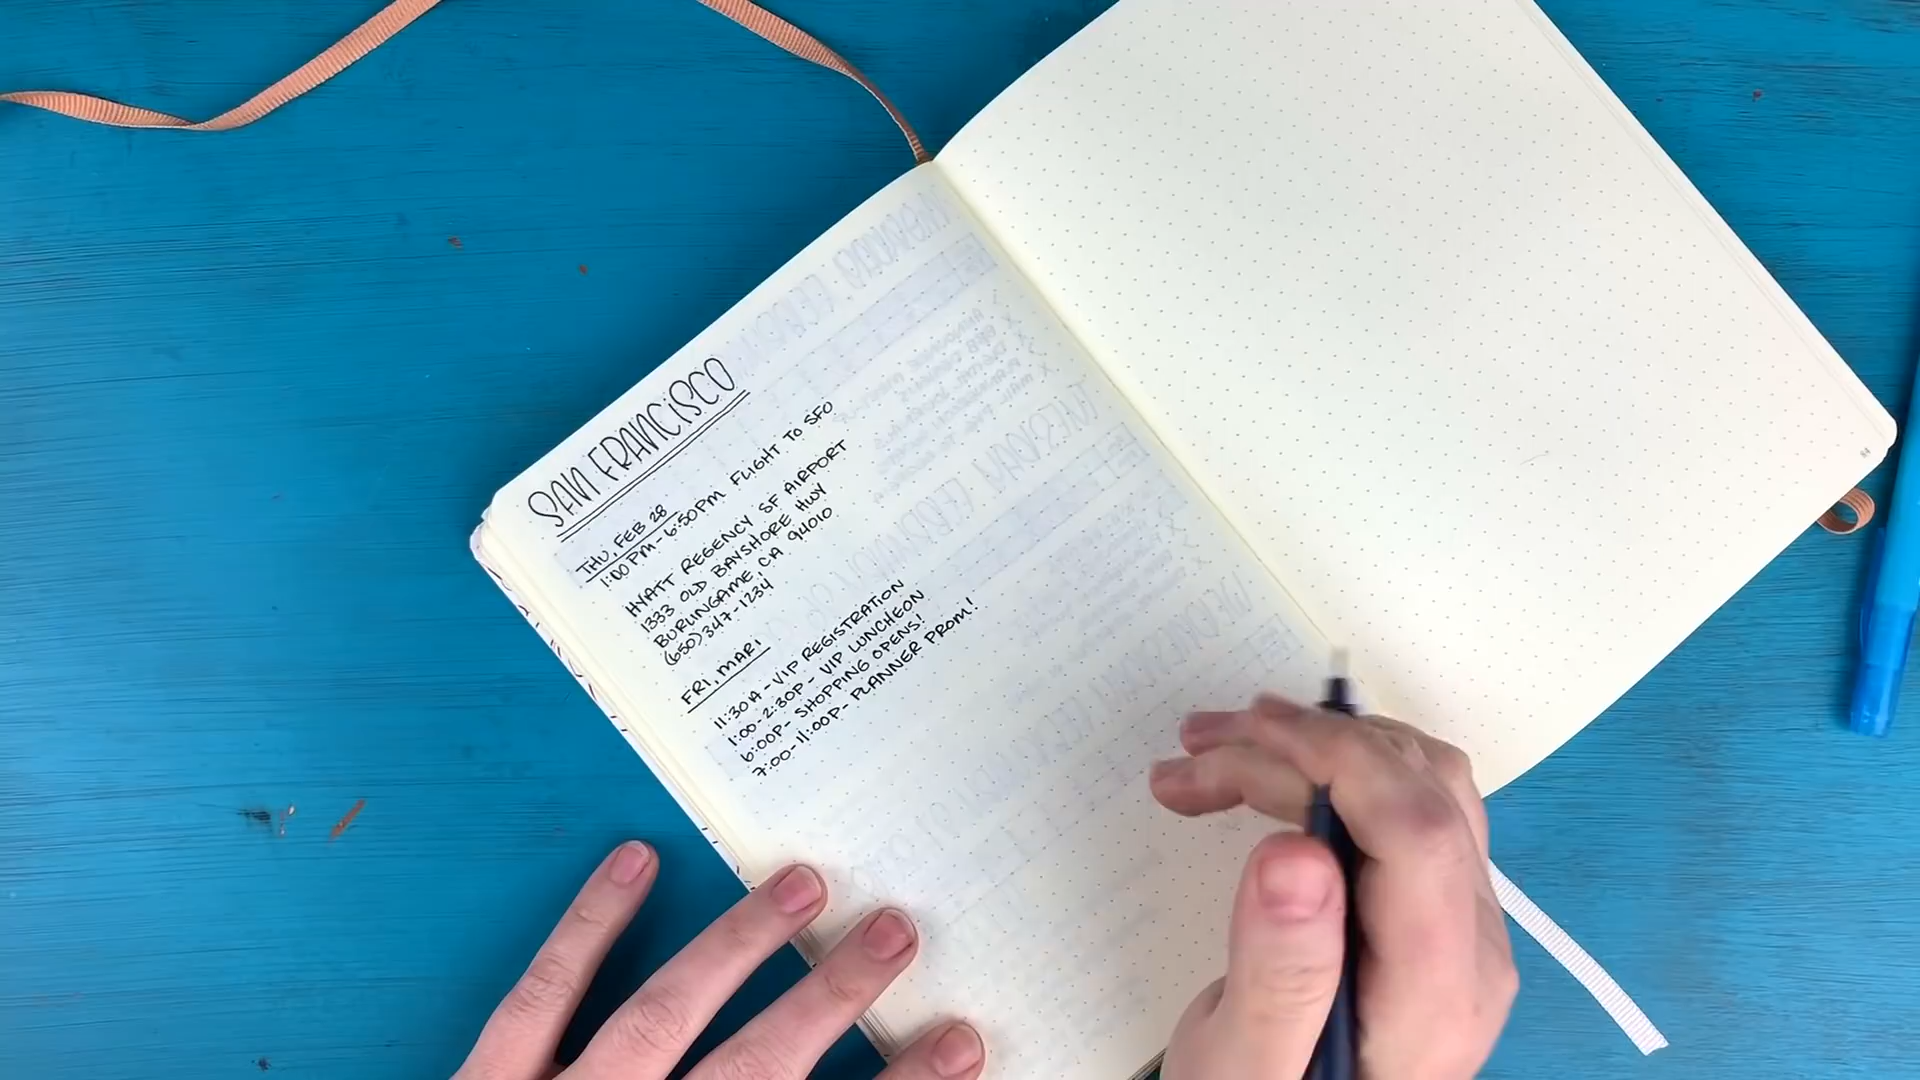 SAN FRANCISCO
THU, FEB 28
1:00PM-6:50PM FLIGHT TO SFO
HYATT REGENCY SF AIRPORT
1333 OLD BAYSHORE HWY
BURLINGAME, CA 94010
(650) 347-1234
FRI, MAR 1
11:30A - VIP REGISTRATION
1:00-2:30P - VIP LUNCHEON
6:00P- SHOPPING OPENS!
7:00-11:00P- PLANNER PROM!